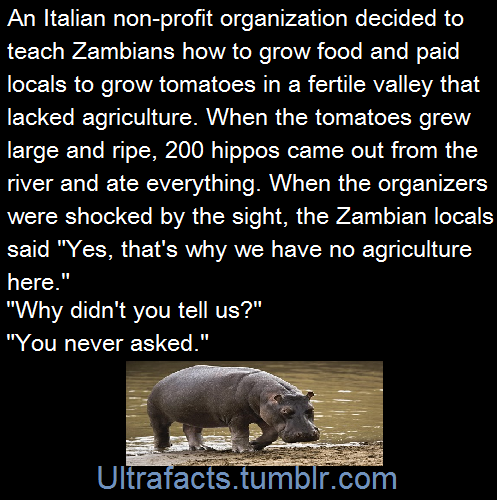 An Italian non-profit organization decided to
teach Zambians how to grow food and paid
locals to grow tomatoes in a fertile valley that
lacked agriculture. When the tomatoes grew
large and ripe, 200 hippos came out from the
river and ate everything. When the organizers
were shocked by the sight, the Zambian locals
said "Yes, that's why we have no agriculture
here."
"Why didn't you tell us?"
"You never asked."
Ultrafacts.tumblr.com